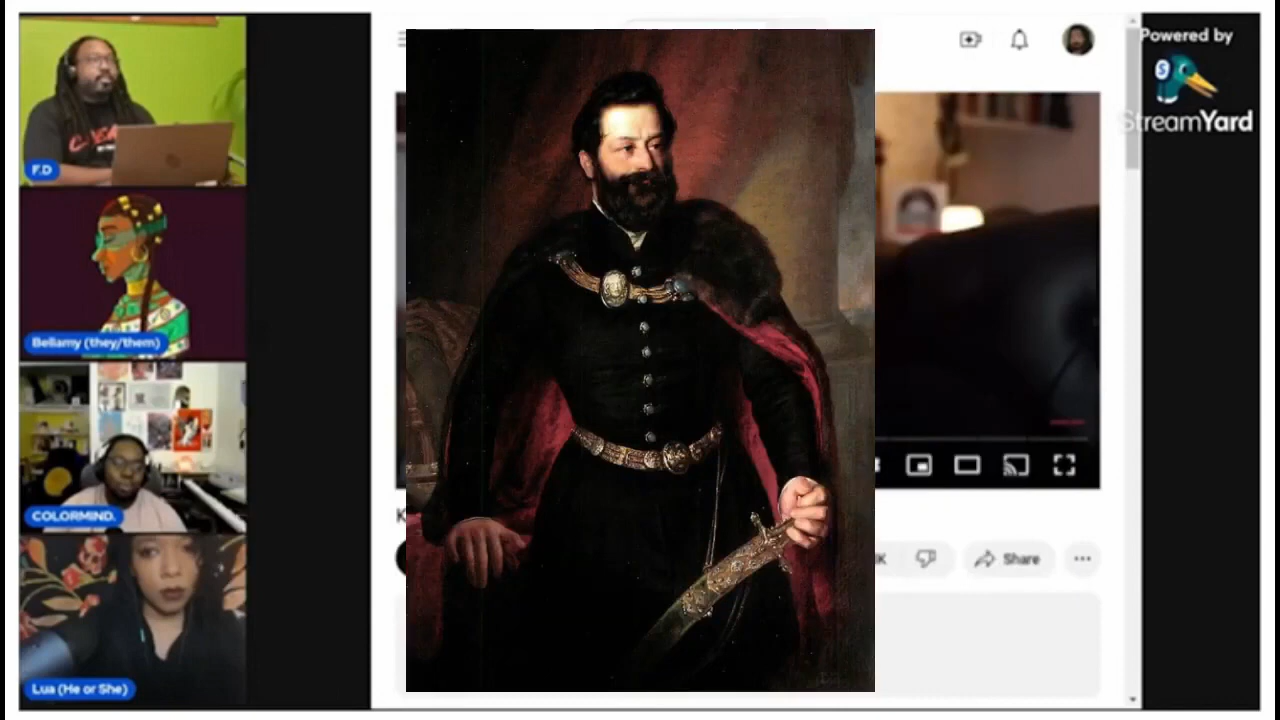 F.D
Bellamy (they/them)
COLORMIND.
Lua (He or She)
K
K
Share
Powered by
S
StreamYard